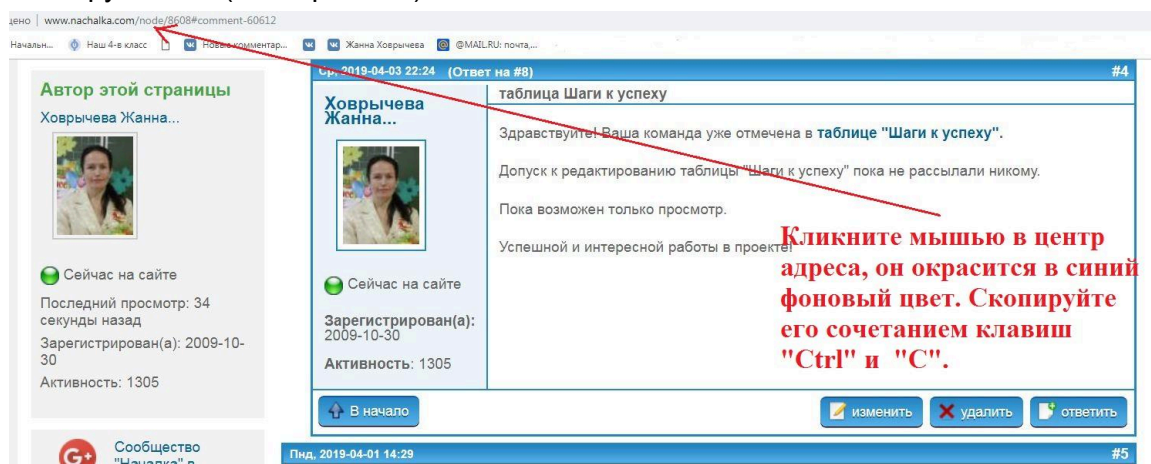 www.nachalka.com/node/8608#comment-60612
Началын... Наш 4-в класс Новые комментар... Жанна Ховрычева @MAIL.RU: почта,...
Ср, 2019-04-03 22:24 (Ответ на #8) #4
Автор этой страницы
Ховрычева Жанна...
Сейчас на сайте
Последний просмотр: 34
секунды назад
Зарегистрирован(а): 2009-10-
30
Активность: 1305
Сообщество
Ховрычева
Жанна...
Сейчас на сайте
Зарегистрирован(а):
2009-10-30
Активность: 1305
таблица Шаги к успеху
Здравствуйте! Ваша команда уже отмечена в таблице "Шаги к успеху".
Допуск к редактированию таблицы "Шаги к успеху" пока не рассылали никому.
Пока возможен только просмотр.
Успешной и интересной работы в проекте!
Кликните мышью в центр
адреса, он окрасится в синий
фоновый цвет. Скопируйте
его сочетанием клавиш
"Ctrl" и "C".
В начало изменить удалить ответить
Пнд, 2019-04-01 14:29 #5